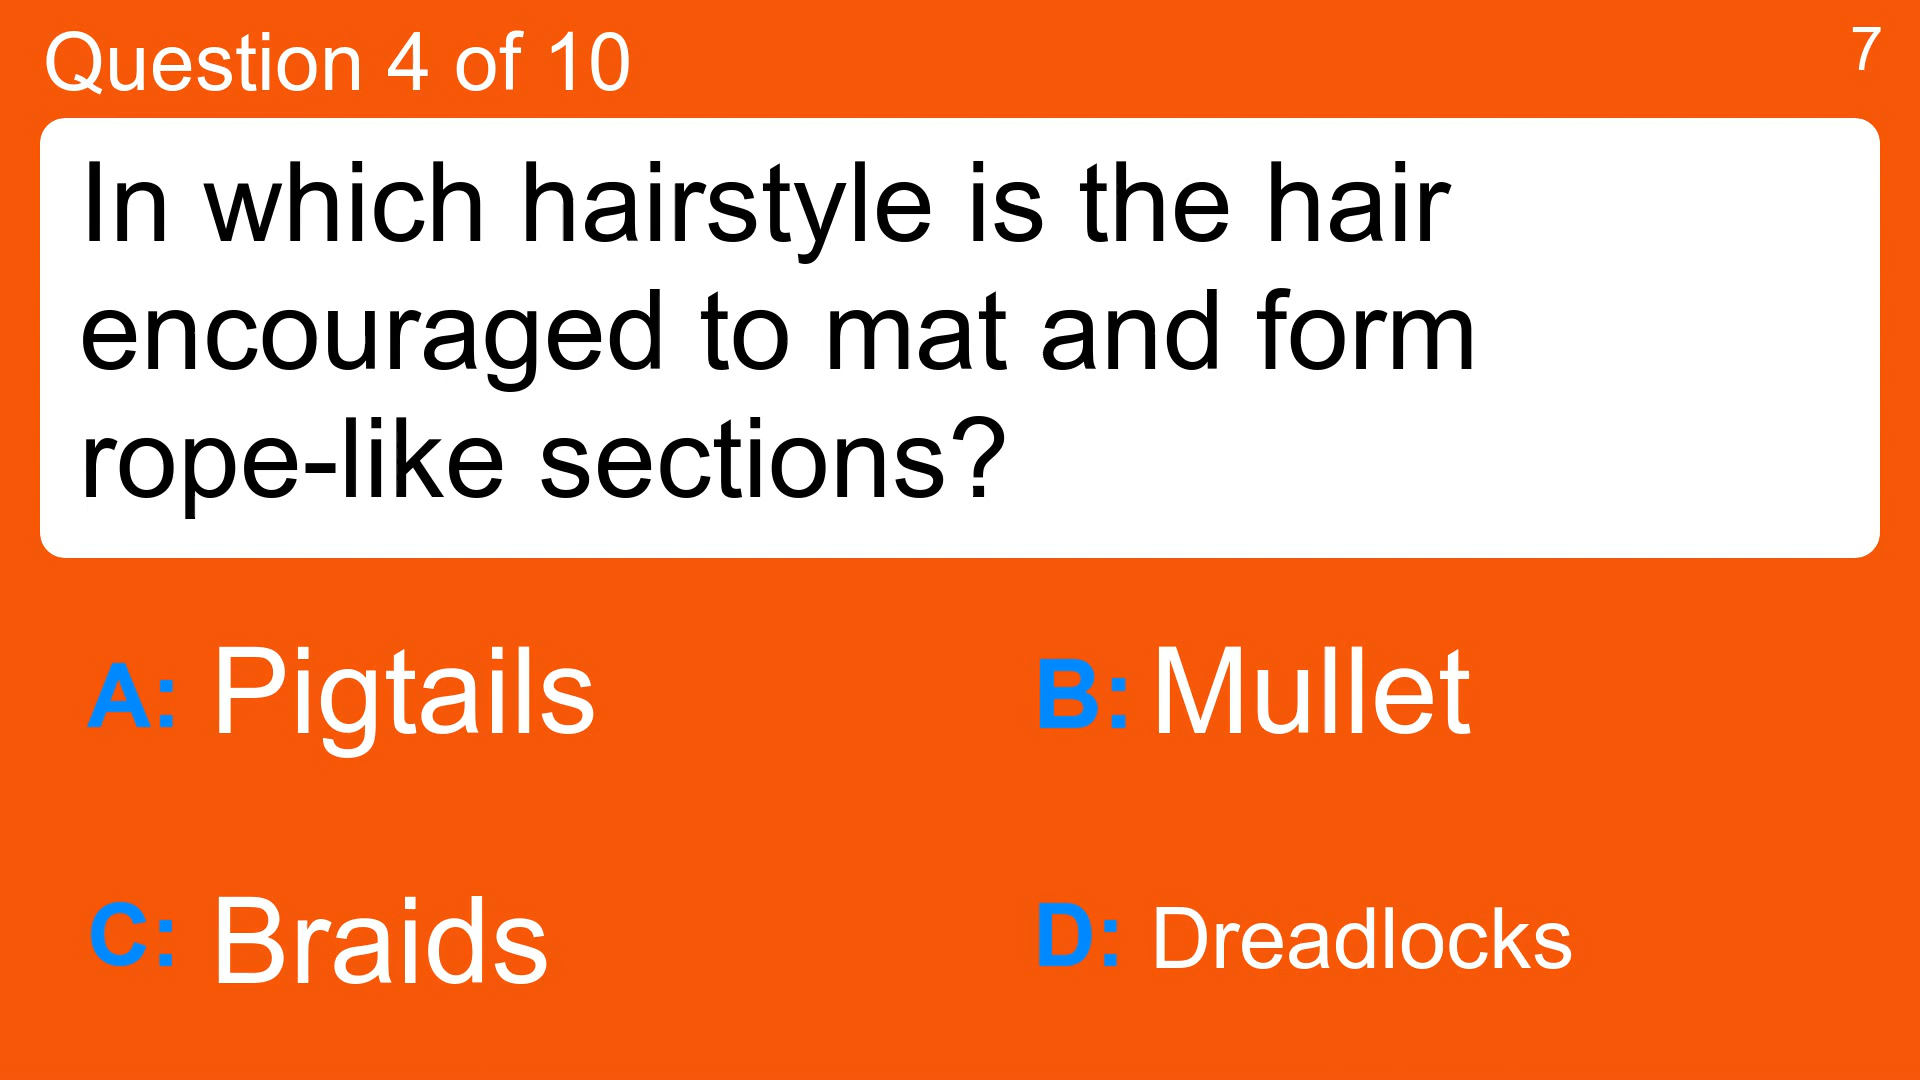 Question 4 of 10
7
In which hairstyle is the hair
encouraged to mat and form
rope-like sections?
A: Pigtails
B: Mullet
C: Braids
D: Dreadlocks